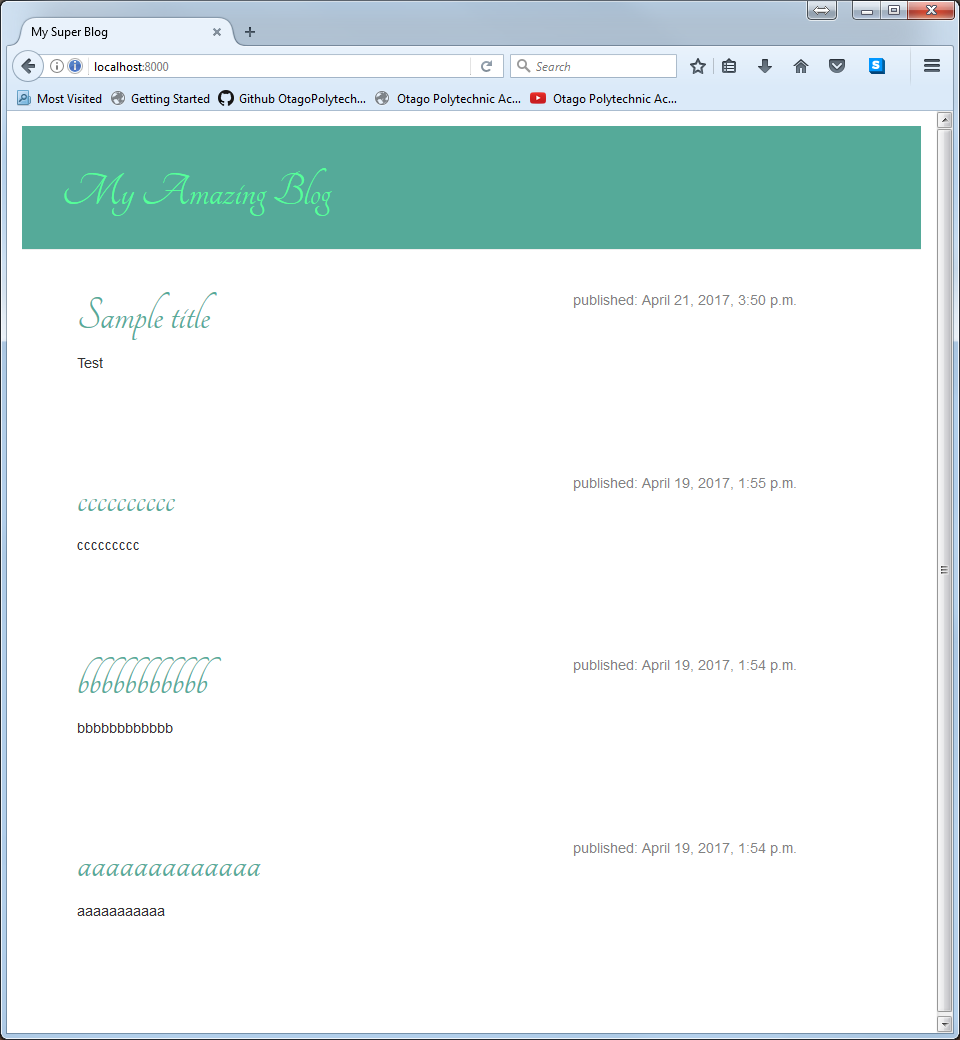 My Super Blog
localhost:8000
Search
Most Visited Getting Started Github OtagoPolytech... Otago Polytechnic Ac... Otago Polytechnic Ac...
My Amazing Blog
Sample title
published: April 21, 2017, 3:50 p.m.
Test
cccccccccc
published: April 19, 2017, 1:55 p.m.
ccccccccc
bbbbbbbbbbb
published: April 19, 2017, 1:54 p.m.
bbbbbbbbbbbb
aaaaaaaaaaaaa
published: April 19, 2017, 1:54 p.m.
aaaaaaaaaaa